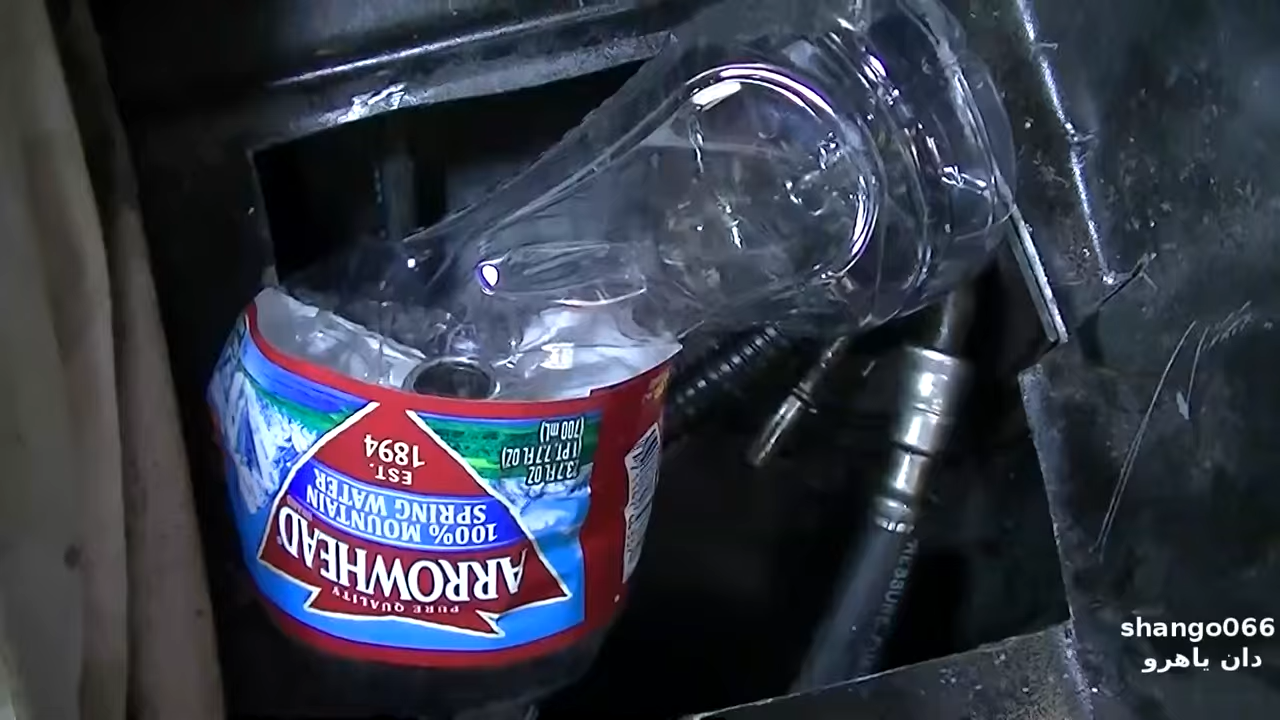 PURE QUALITY
ARROWHEAD
BRAND
100% MOUNTAIN
SPRING WATER
EST.
1894
23.7 FL OZ
(1 PT. 7.7 FL OZ)
(700 mL)
shango066
دان ياهرو